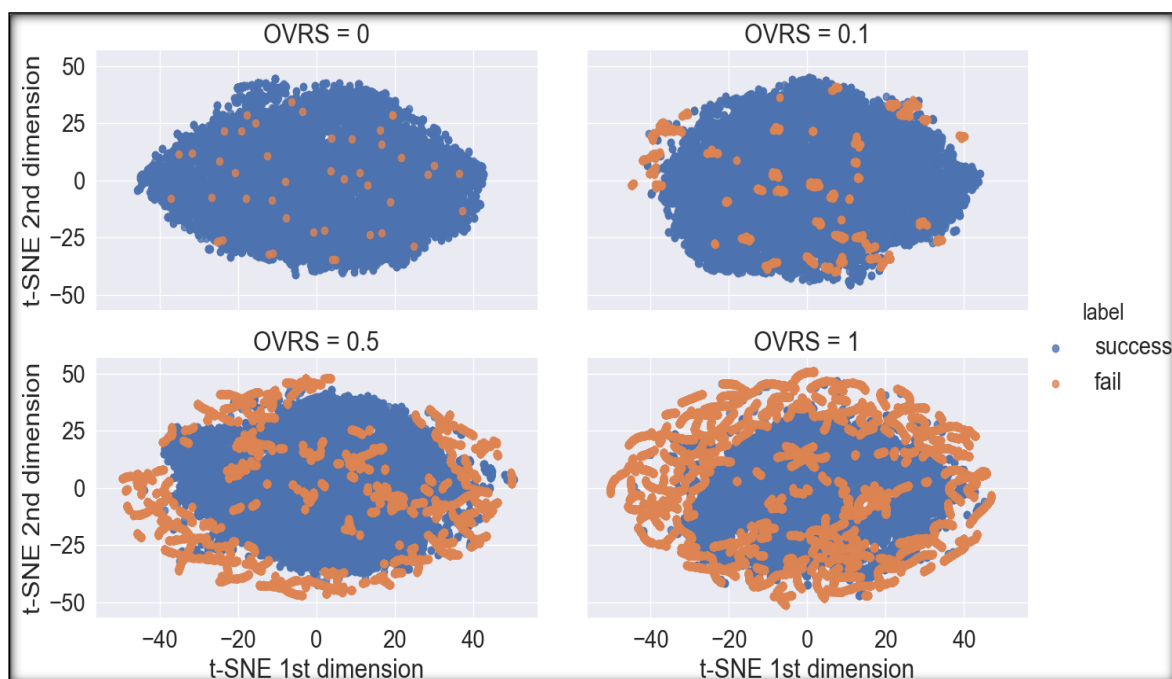 OVRS = 0
OVRS = 0.1
t-SNE 2nd dimension
50
25
0
−25
−50
label
success
fail
OVRS = 0.5
OVRS = 1
t-SNE 2nd dimension
50
25
0
−25
−50
−40 −20 0 20 40
−40 −20 0 20 40
t-SNE 1st dimension
t-SNE 1st dimension